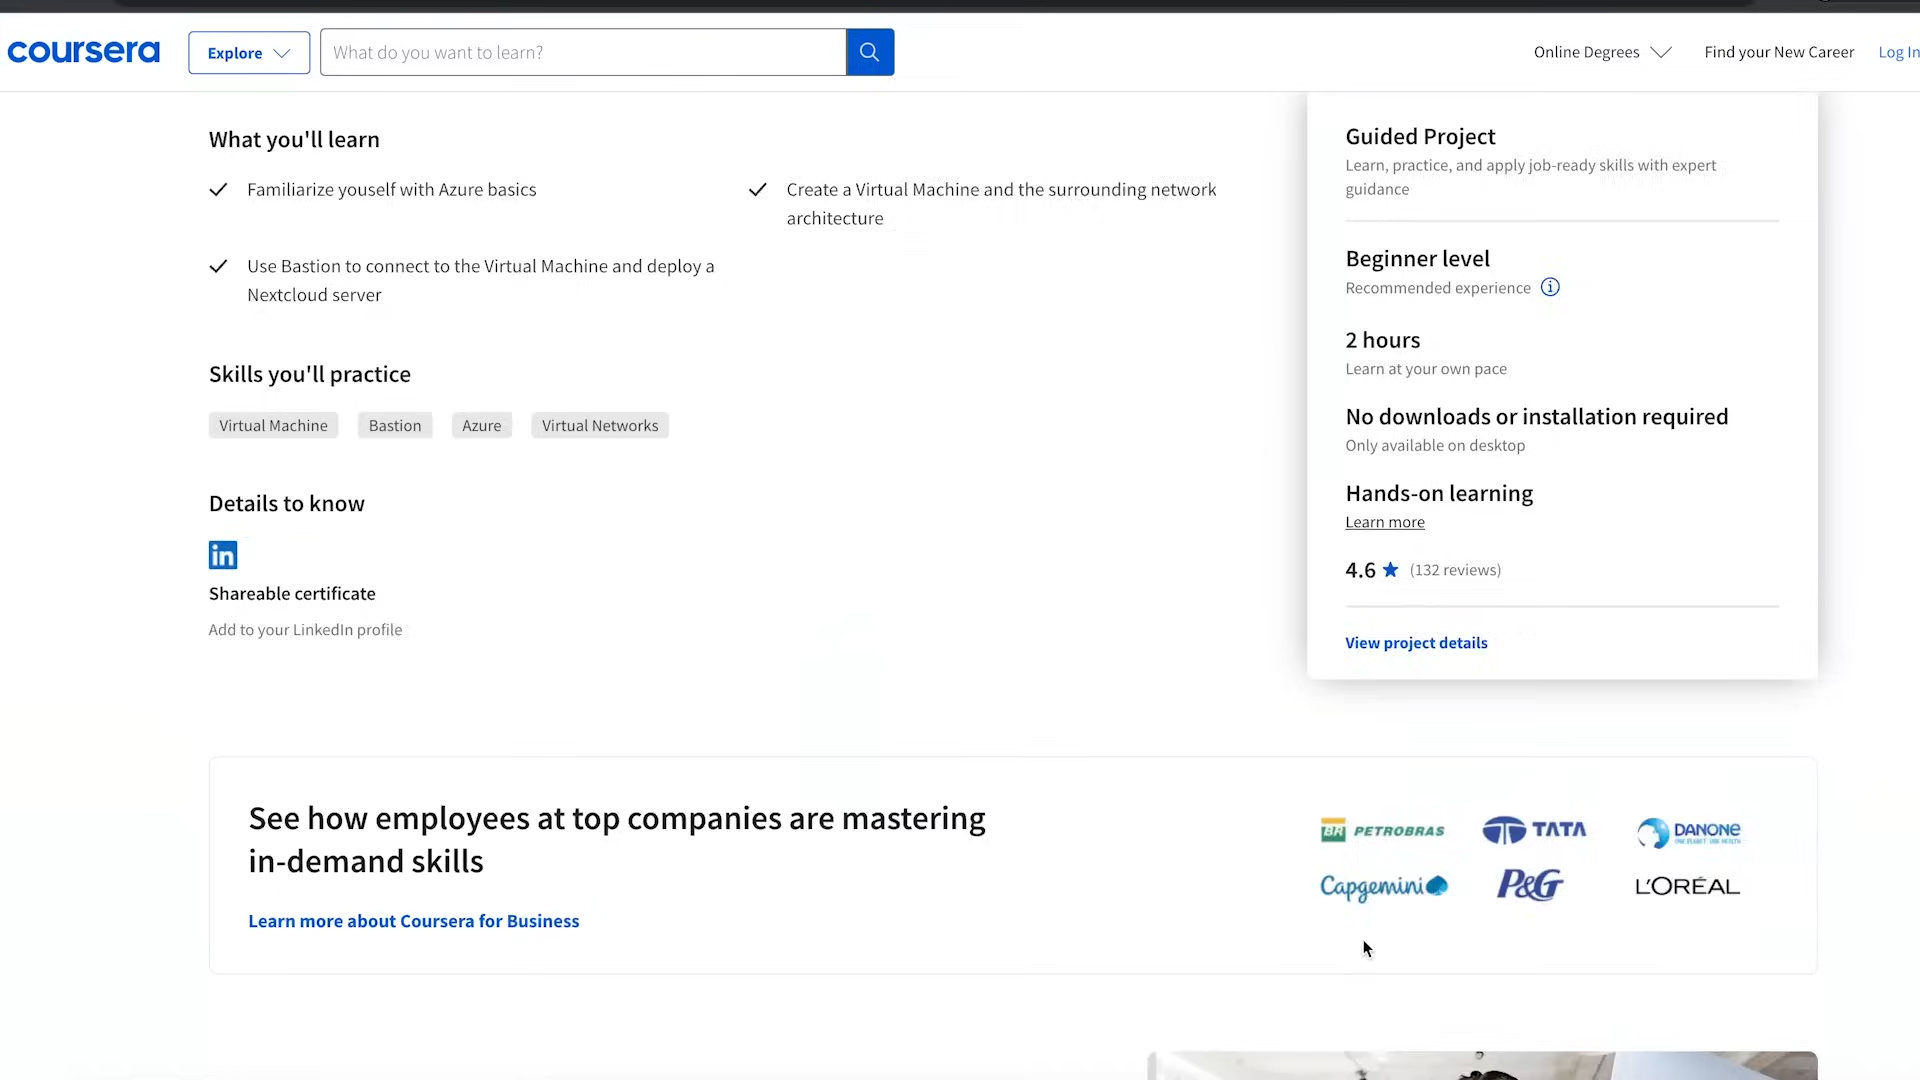 coursera
Explore
What do you want to learn?
Online Degrees
Find your New Career
Log In
What you'll learn
Familiarize youself with Azure basics
Create a Virtual Machine and the surrounding network
architecture
Use Bastion to connect to the Virtual Machine and deploy a
Nextcloud server
Skills you'll practice
Virtual Machine
Bastion
Azure
Virtual Networks
Details to know
in
Shareable certificate
Add to your LinkedIn profile
Guided Project
Learn, practice, and apply job-ready skills with expert
guidance
Beginner level
Recommended experience
2 hours
Learn at your own pace
No downloads or installation required
Only available on desktop
Hands-on learning
Learn more
4.6 ★ (132 reviews)
View project details
See how employees at top companies are mastering
in-demand skills
Learn more about Coursera for Business
BR PETROBRAS
TATA
DANONE
ONE PLANET. ONE HEALTH
Capgemini
P&G
L'ORÉAL